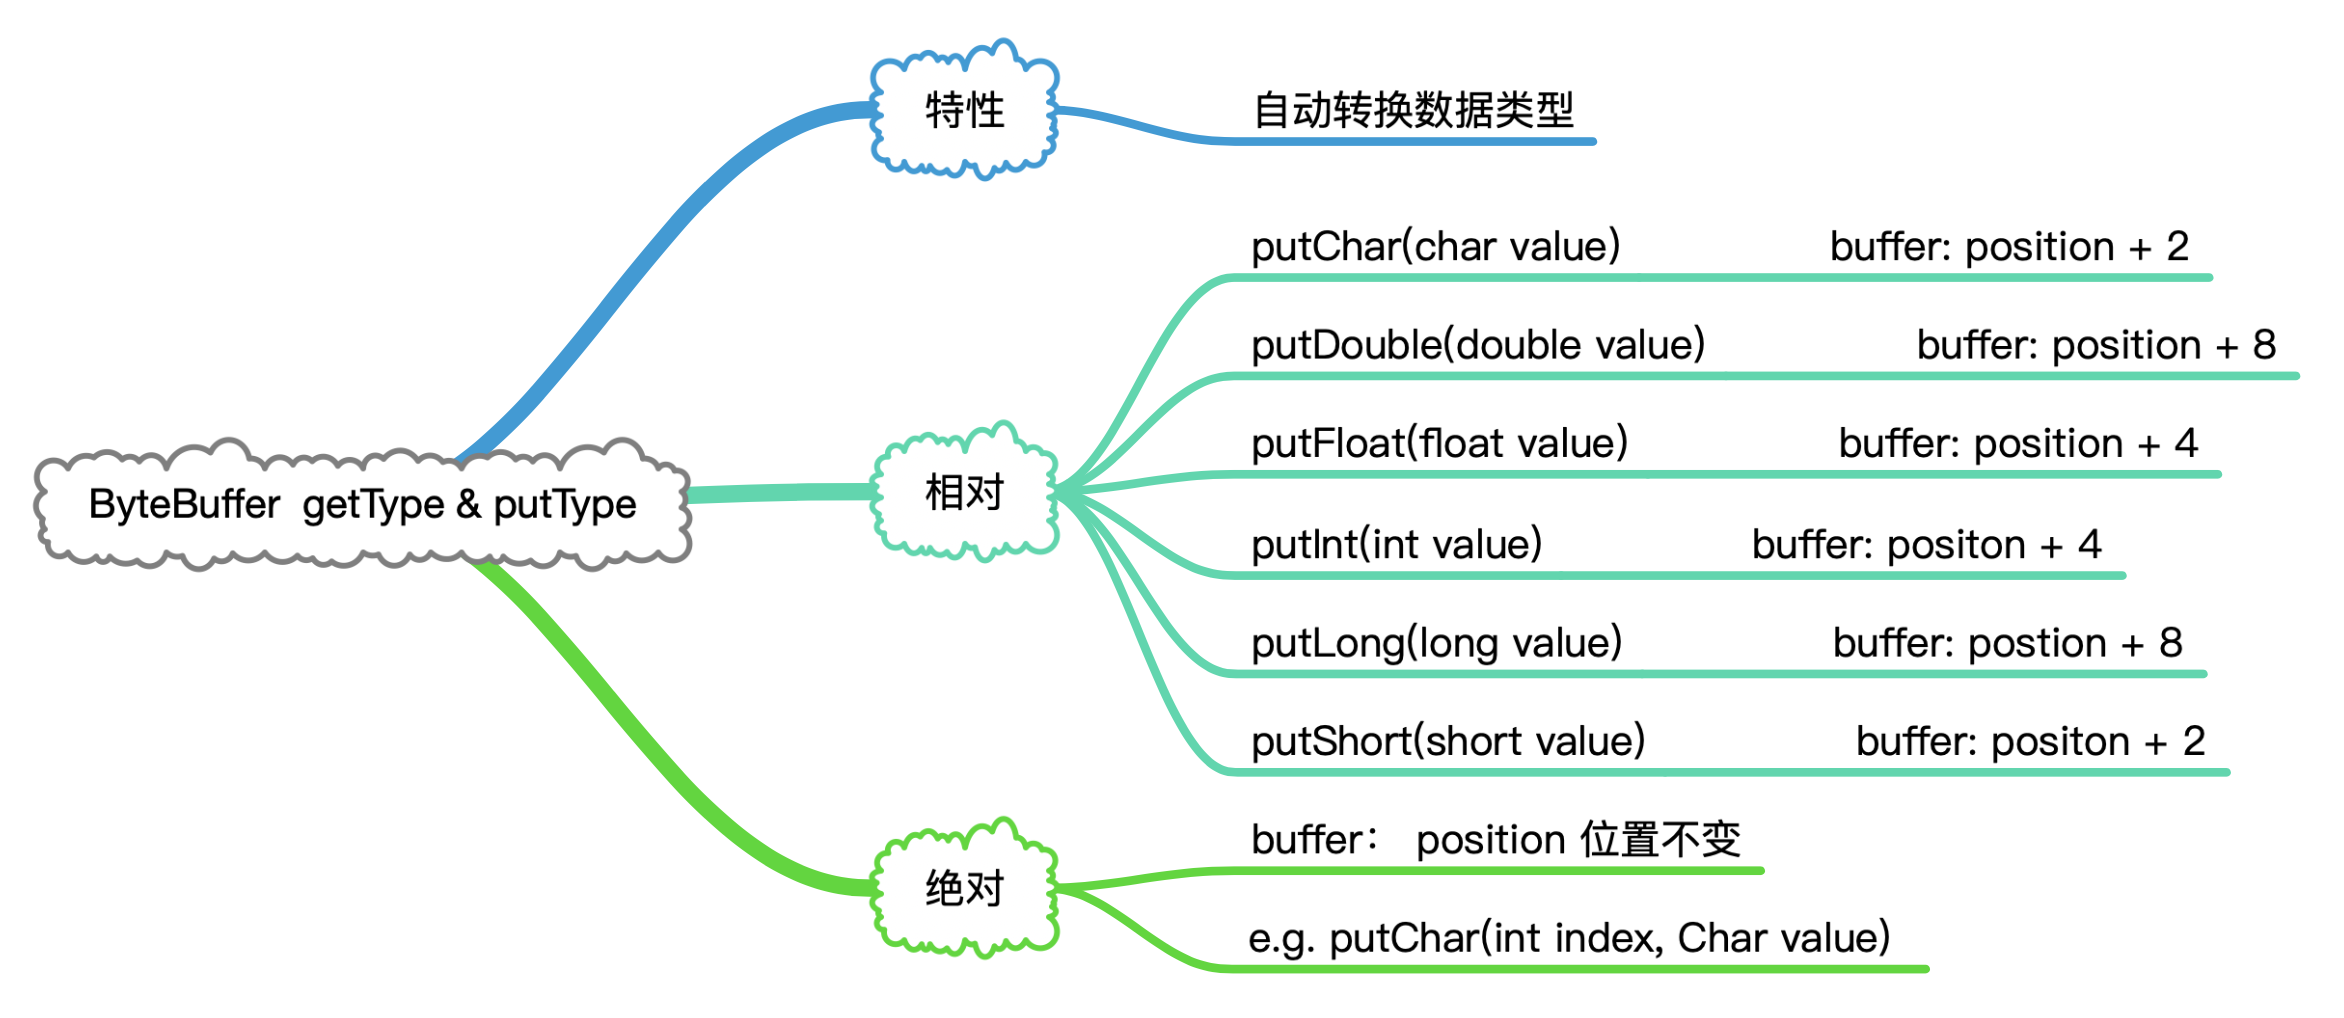 特性
自动转换数据类型
putChar(char value) buffer: position + 2
putDouble(double value) buffer: position + 8
putFloat(float value) buffer: position + 4
ByteBuffer getType & putType
相对
putInt(int value) buffer: positon + 4
putLong(long value) buffer: postion + 8
putShort(short value) buffer: positon + 2
绝对
buffer： position 位置不变
e.g. putChar(int index, Char value)